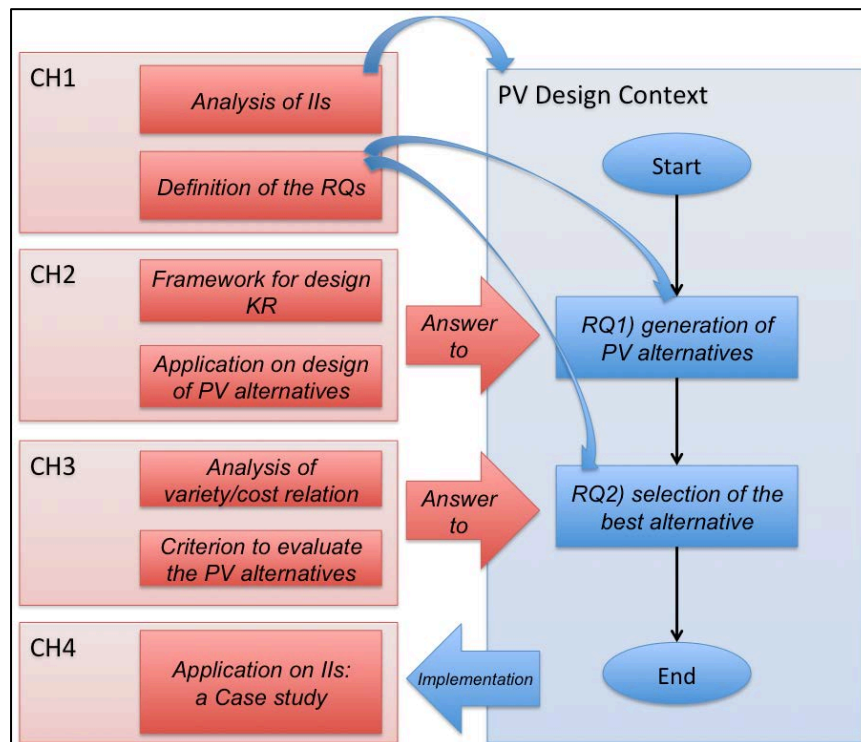 CH1
Analysis of IIs
Definition of the RQs
CH2
Framework for design
KR
Application on design
of PV alternatives
Answer
to
CH3
Analysis of
variety/cost relation
Criterion to evaluate
the PV alternatives
Answer
to
CH4
Application on IIs:
a Case study
Implementation
PV Design Context
Start
RQ1) generation of
PV alternatives
RQ2) selection of the
best alternative
End